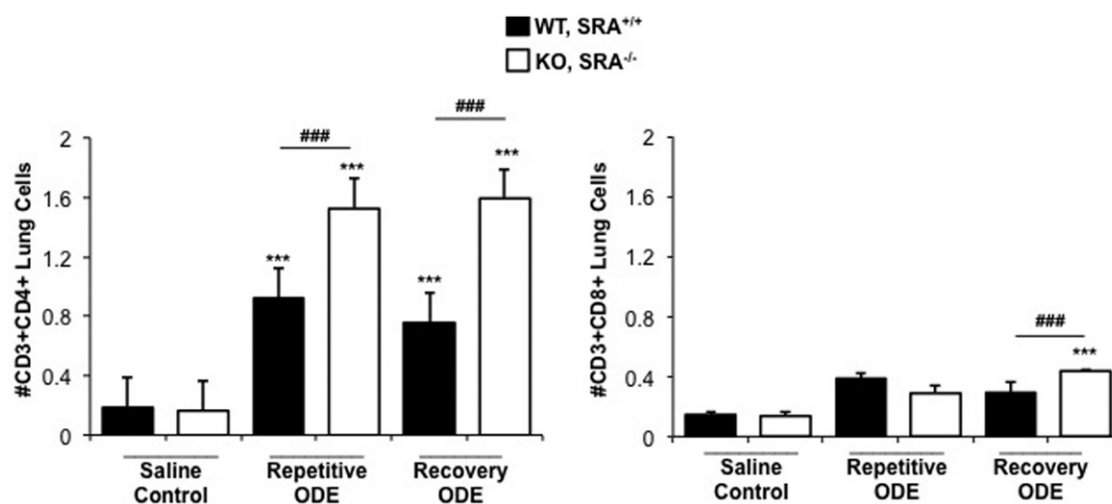 WT, SRA+/+
KO, SRA-/-
#CD3+CD4+ Lung Cells
2
1.6
1.2
0.8
0.4
0
###
###
***
***
***
***
Saline
Control
Repetitive
ODE
Recovery
ODE
#CD3+CD8+ Lung Cells
2
1.6
1.2
0.8
0.4
0
###
***
Saline
Control
Repetitive
ODE
Recovery
ODE